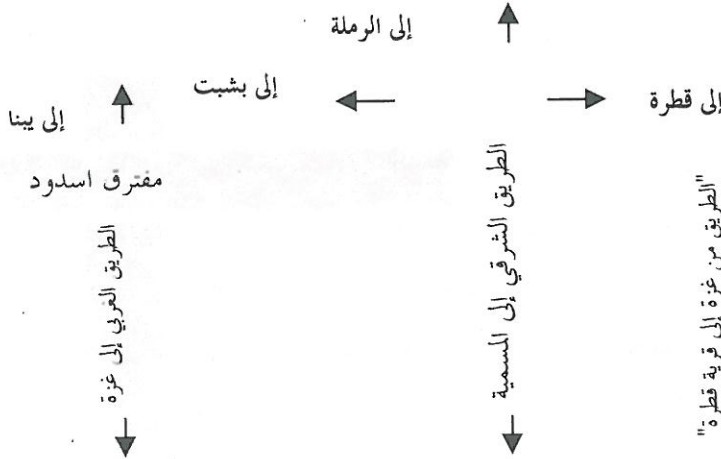 إلى الرملة
إلى قطرة
إلى بشبت
إلى يبنا
مفترق اسدود
"الطريق من غزة إلى قرية قطرة"
الطريق الشرقي إلى المسمية
الطريق الغربي إلى غزة